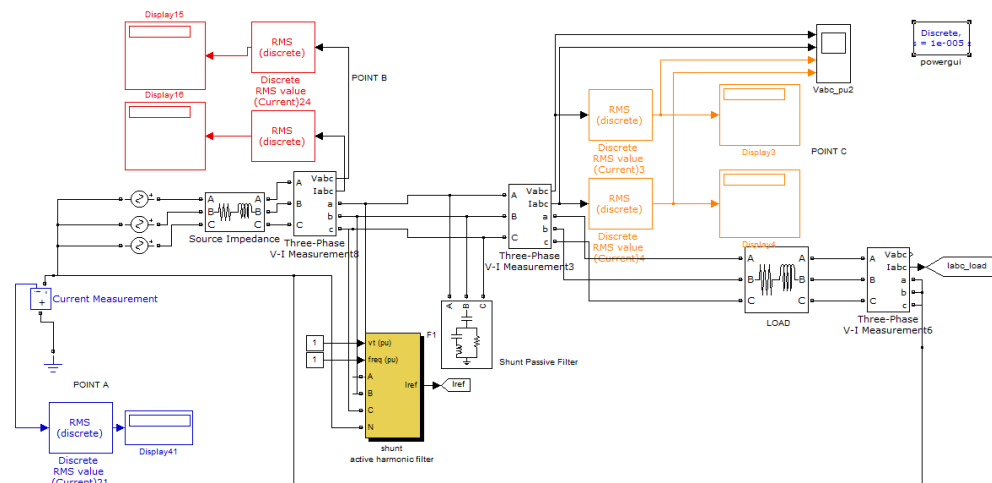 Display15
RMS
(discrete)
Discrete
RMS value
(Current)24
POINT B
Display16
RMS
(discrete)
Vabc_pu2
Discrete,
s = 1e-005 s
powergui
RMS
(discrete)
Discrete
RMS value
(Current)3
Display3
POINT C
RMS
(discrete)
Discrete
RMS value
(Current)4
Display4
A
B
C
A
B
C
Source Impedance
A
B
C
Vabc
Iabc
a
b
c
Three-Phase
V-I Measurement8
A
B
C
Vabc
Iabc
a
b
c
Three-Phase
V-I Measurement3
A
B
C
A
B
C
LOAD
A
B
C
Vabc
Iabc
a
b
c
Three-Phase
V-I Measurement6
Iabc_load
- i
+
Current Measurement
A
B
C
F1
Shunt Passive Filter
1
1
vt (pu)
freq (pu)
A
B
C
N
Iref
Iref
shunt
active harmonic filter
POINT A
RMS
(discrete)
Discrete
RMS value
(Current)21
Display41